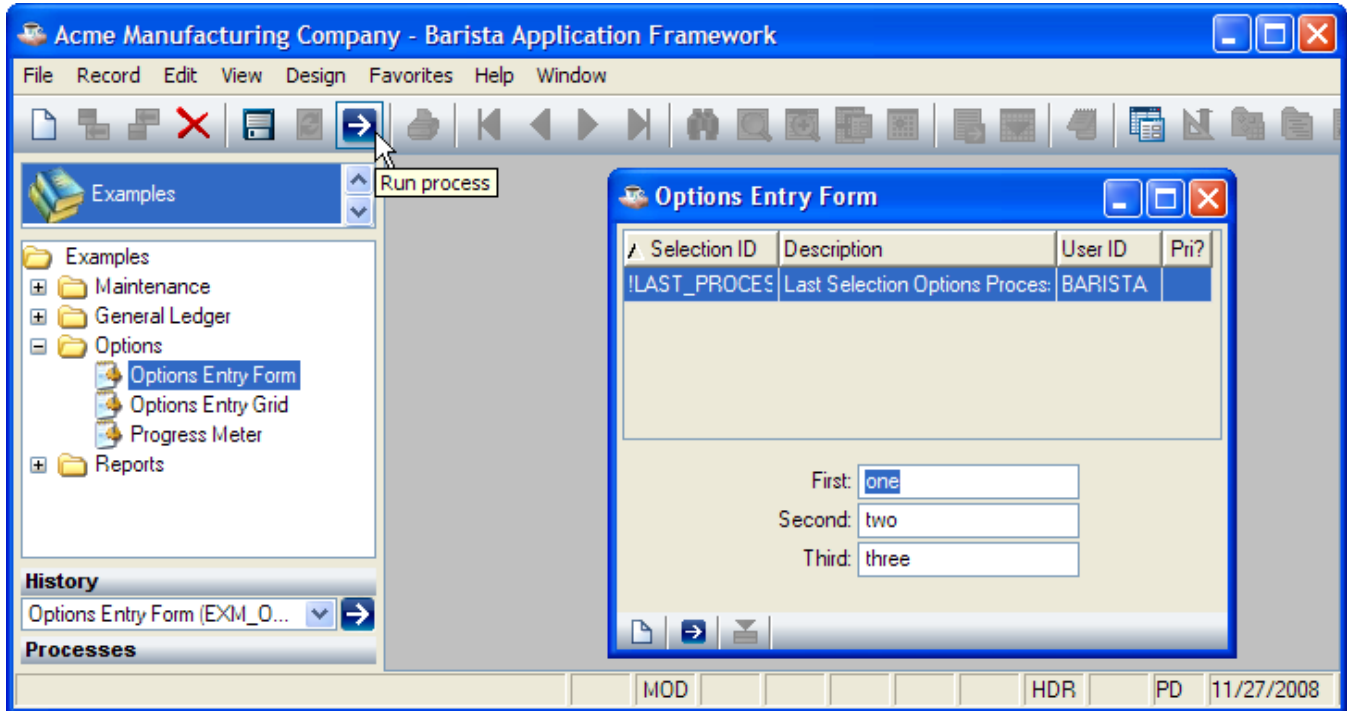 Acme Manufacturing Company - Barista Application Framework
File Record Edit View Design Favorites Help Window
Run process
Examples
Examples
Maintenance
General Ledger
Options
Options Entry Form
Options Entry Grid
Progress Meter
Reports
History
Options Entry Form (EXM_O...
Processes
Options Entry Form
Selection ID Description User ID Pri?
!LAST_PROCES Last Selection Options Proces: BARISTA
First: one
Second: two
Third: three
MOD HDR PD 11/27/2008